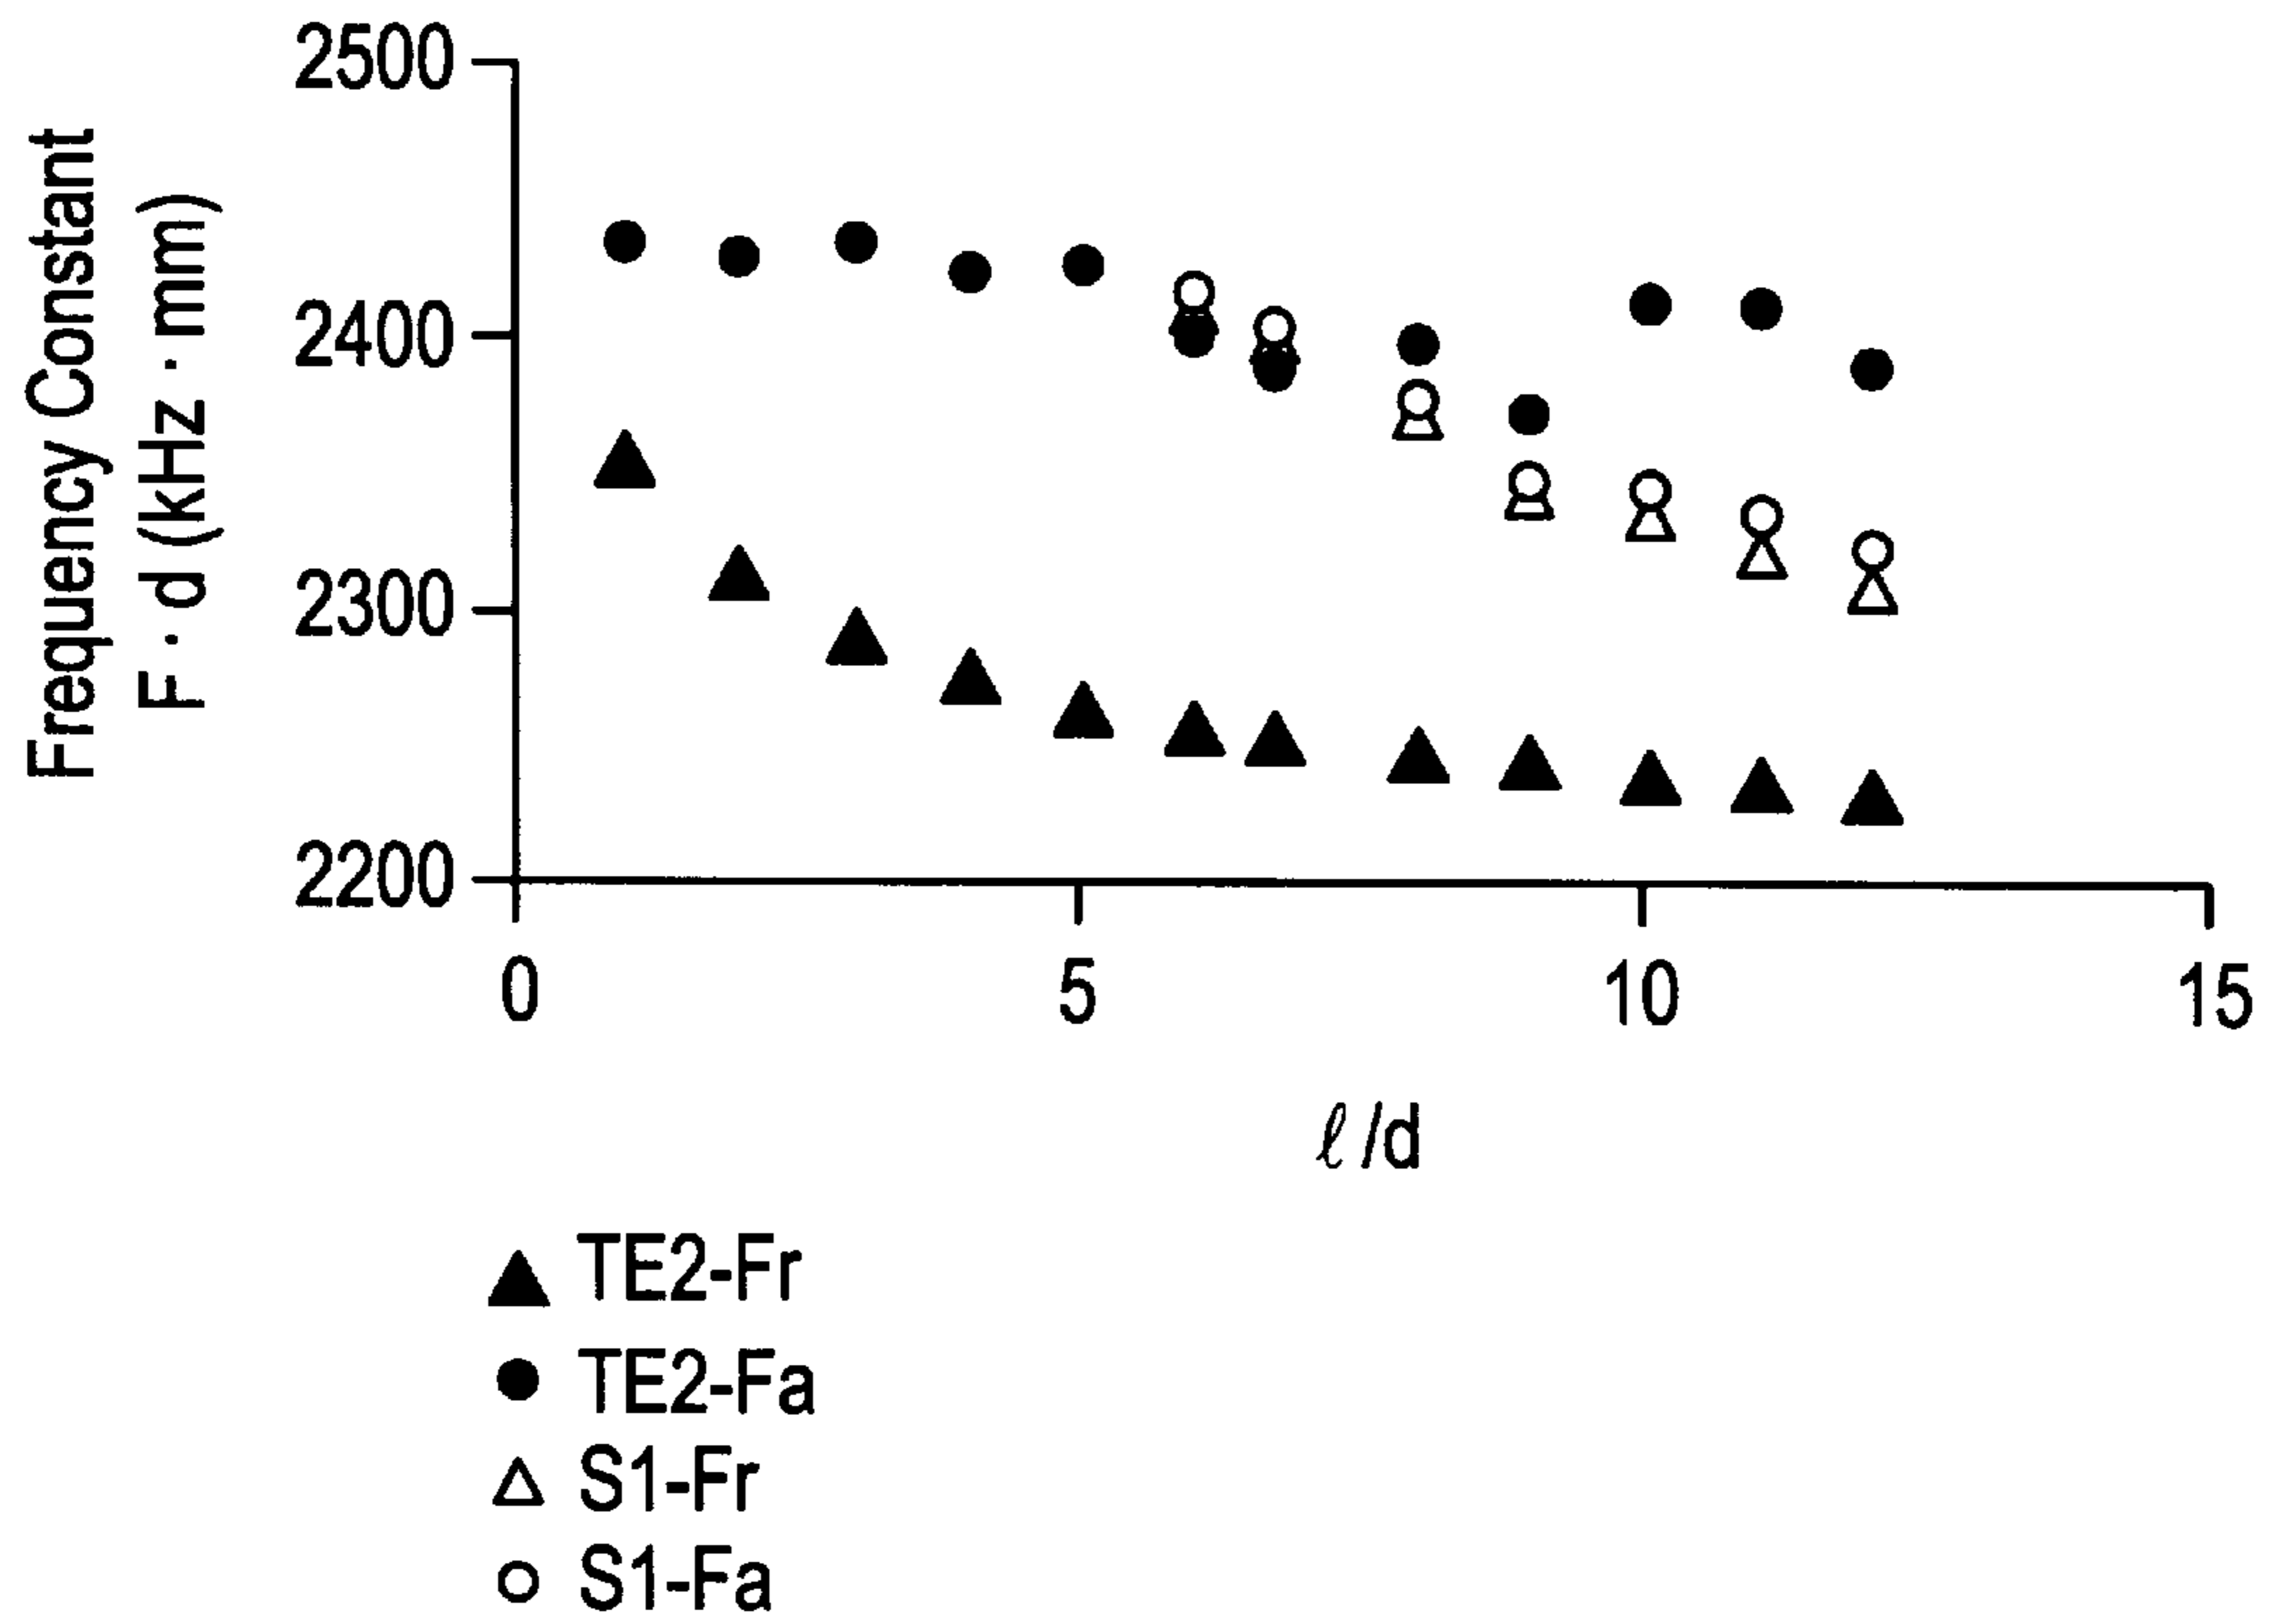 Frequency Constant
F · d (kHz · mm)
2500
2400
2300
2200
0
5
10
15
ℓ/d
TE2-Fr
TE2-Fa
S1-Fr
S1-Fa